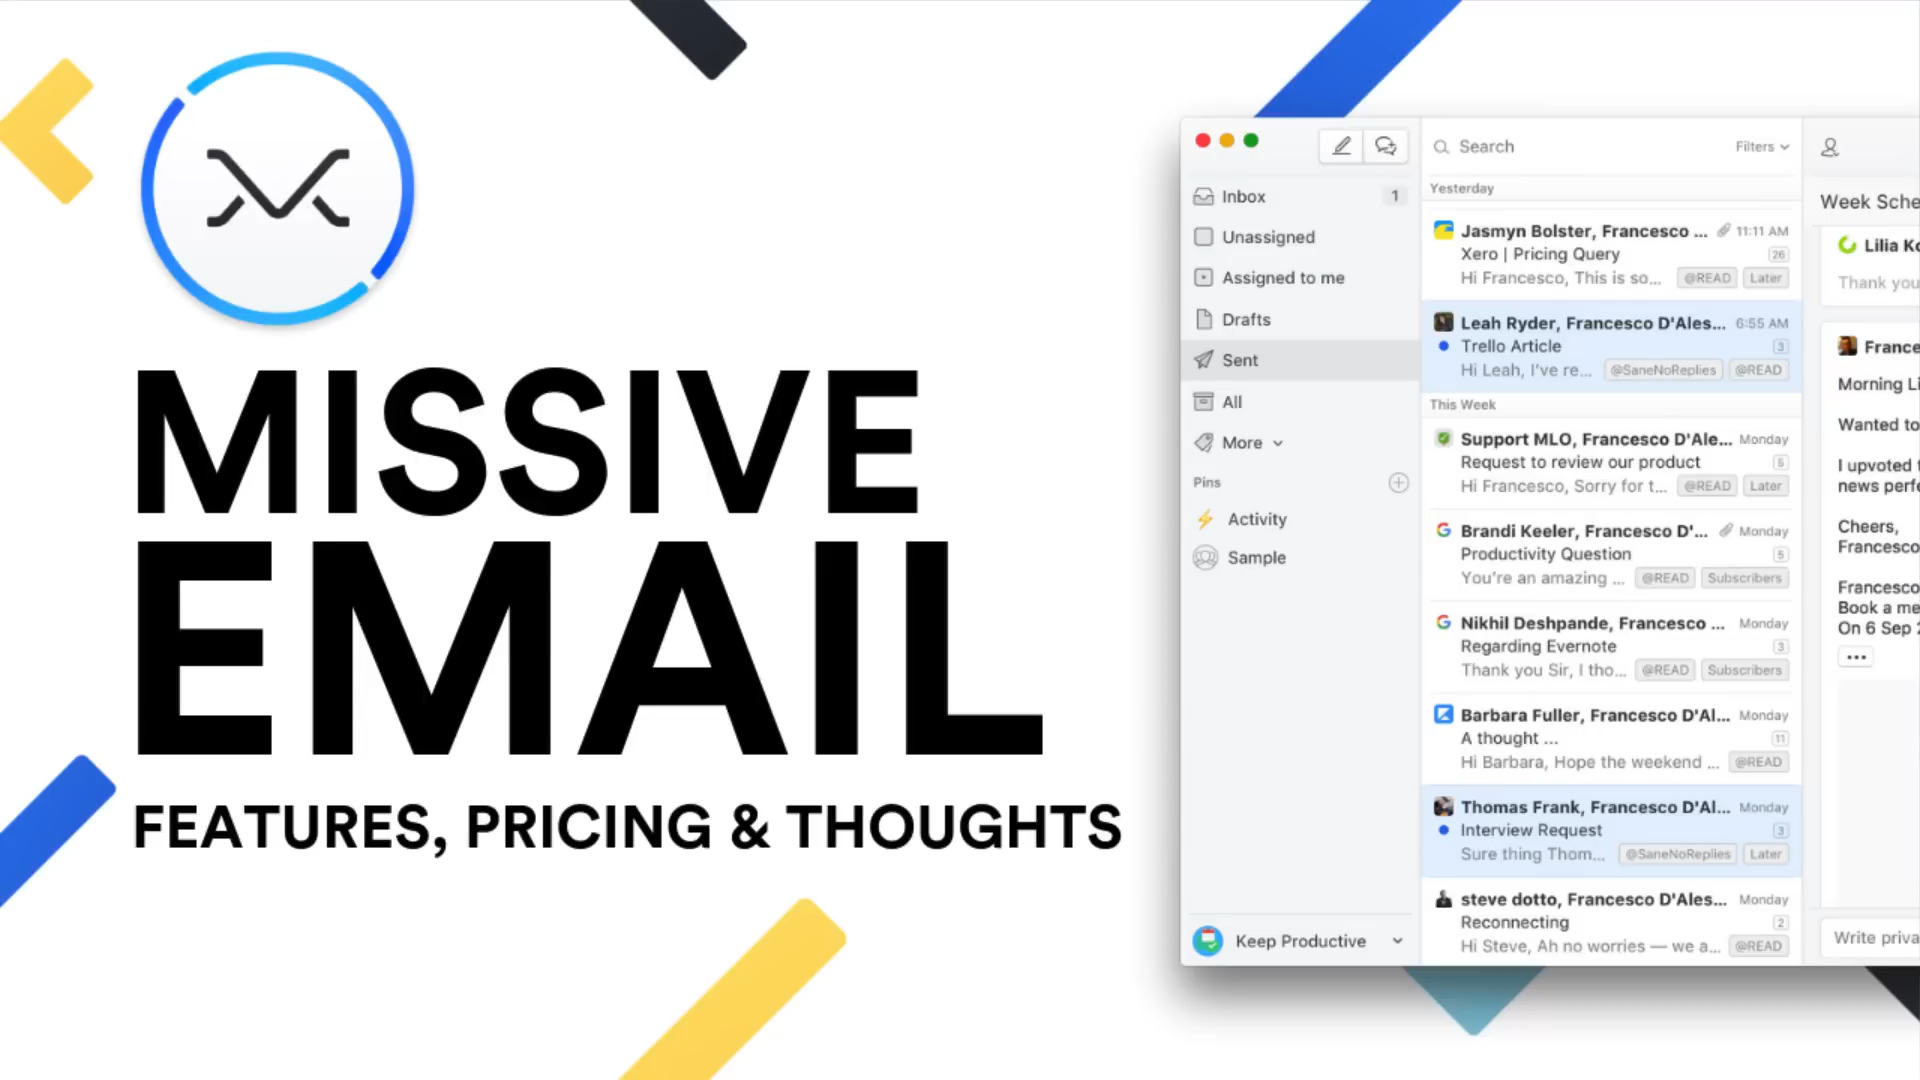 MISSIVE
EMAIL
FEATURES, PRICING & THOUGHTS
Inbox 1
Unassigned
Assigned to me
Drafts
Sent
All
More
Pins
Activity
Sample
Keep Productive
Search Filters
Yesterday
Jasmyn Bolster, Francesco ... 11:11 AM
Xero | Pricing Query 26
Hi Francesco, This is so... @READ Later
Leah Ryder, Francesco D'Ales... 6:55 AM
Trello Article 3
Hi Leah, I've re... @SaneNoReplies @READ
This Week
Support MLO, Francesco D'Ale... Monday
Request to review our product 5
Hi Francesco, Sorry for t... @READ Later
Brandi Keeler, Francesco D'... Monday
Productivity Question 5
You're an amazing ... @READ Subscribers
Nikhil Deshpande, Francesco ... Monday
Regarding Evernote 3
Thank you Sir, I tho... @READ Subscribers
Barbara Fuller, Francesco D'Al... Monday
A thought ... 11
Hi Barbara, Hope the weekend ... @READ
Thomas Frank, Francesco D'Al... Monday
Interview Request 3
Sure thing Thom... @SaneNoReplies Later
steve dotto, Francesco D'Ales... Monday
Reconnecting 2
Hi Steve, Ah no worries — we a... @READ
Week Sche
Lilia Ko
Thank you
France
Morning Li
Wanted to
I upvoted t
news perfe
Cheers,
Francesco
Francesco
Book a me
On 6 Sep 2
Write priva